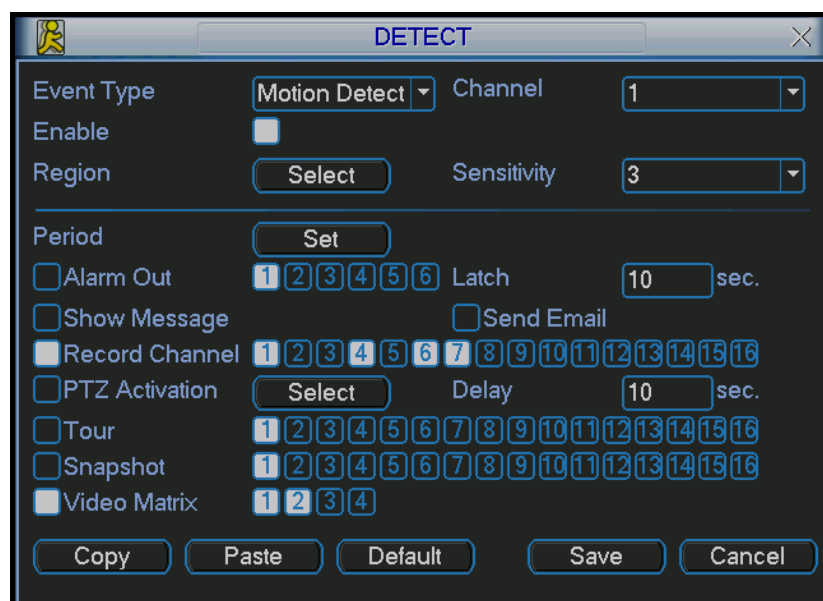 DETECT
Event Type Motion Detect Channel 1
Enable
Region Select Sensitivity 3
Period Set
Alarm Out 1 2 3 4 5 6 Latch 10 sec.
Show Message Send Email
Record Channel 1 2 3 4 5 6 7 8 9 10 11 12 13 14 15 16
PTZ Activation Select Delay 10 sec.
Tour 1 2 3 4 5 6 7 8 9 10 11 12 13 14 15 16
Snapshot 1 2 3 4 5 6 7 8 9 10 11 12 13 14 15 16
Video Matrix 1 2 3 4
Copy Paste Default Save Cancel